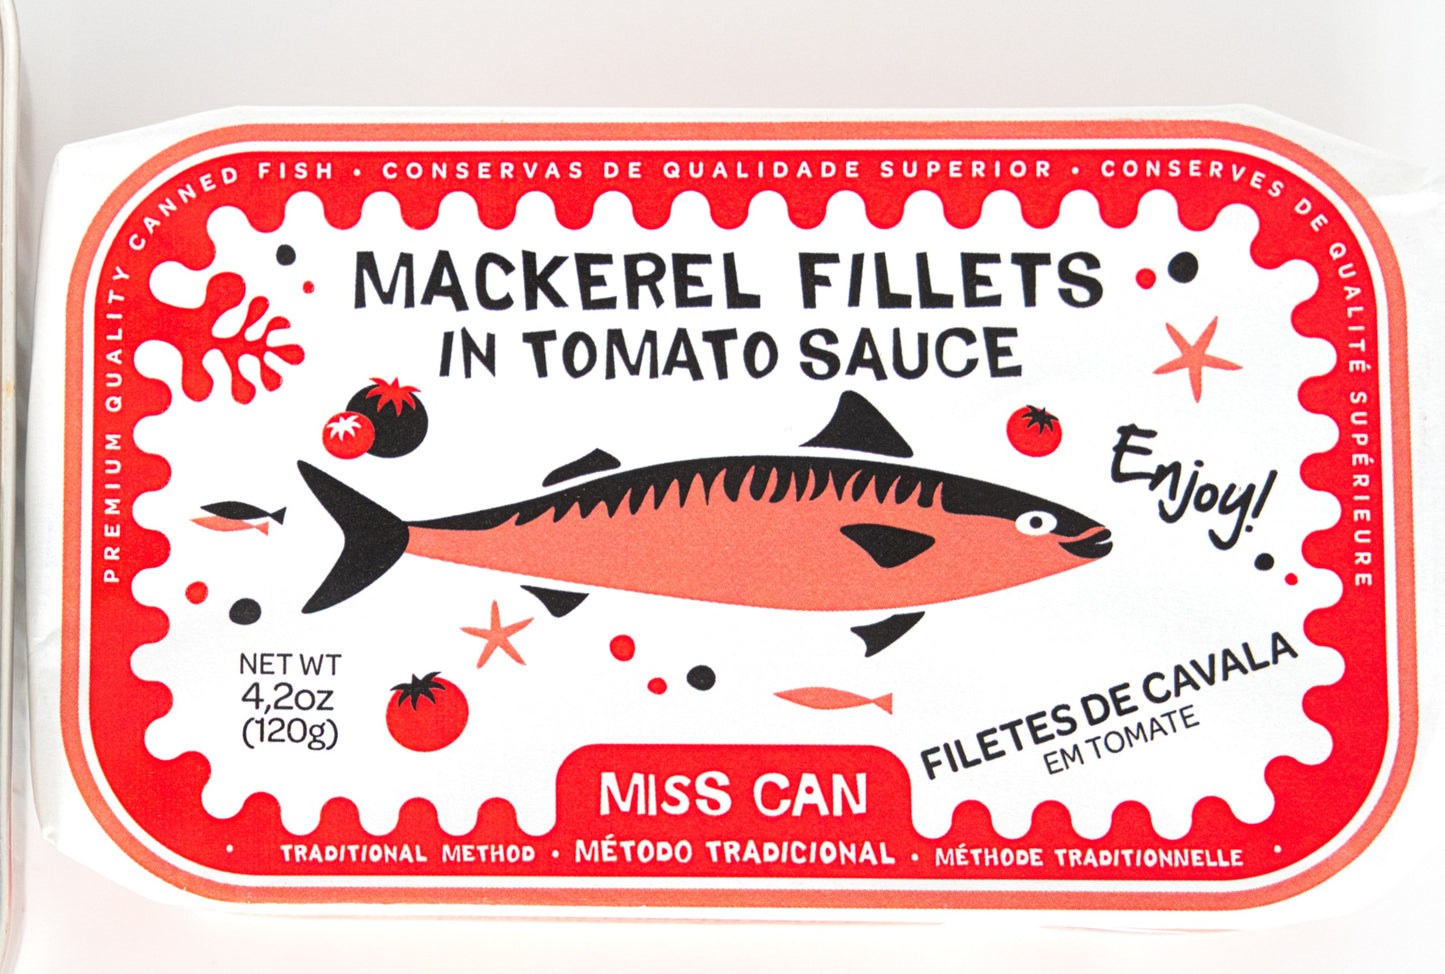 PREMIUM QUALITY CANNED FISH • CONSERVAS DE QUALIDADE SUPERIOR • CONSERVES DE QUALITÉ SUPÉRIEURE
MACKEREL FILLETS
IN TOMATO SAUCE
Enjoy!
NET WT
4,2oz
(120g)
FILETES DE CAVALA
EM TOMATE
MISS CAN
• TRADITIONAL METHOD • MÉTODO TRADICIONAL • MÉTHODE TRADITIONNELLE •